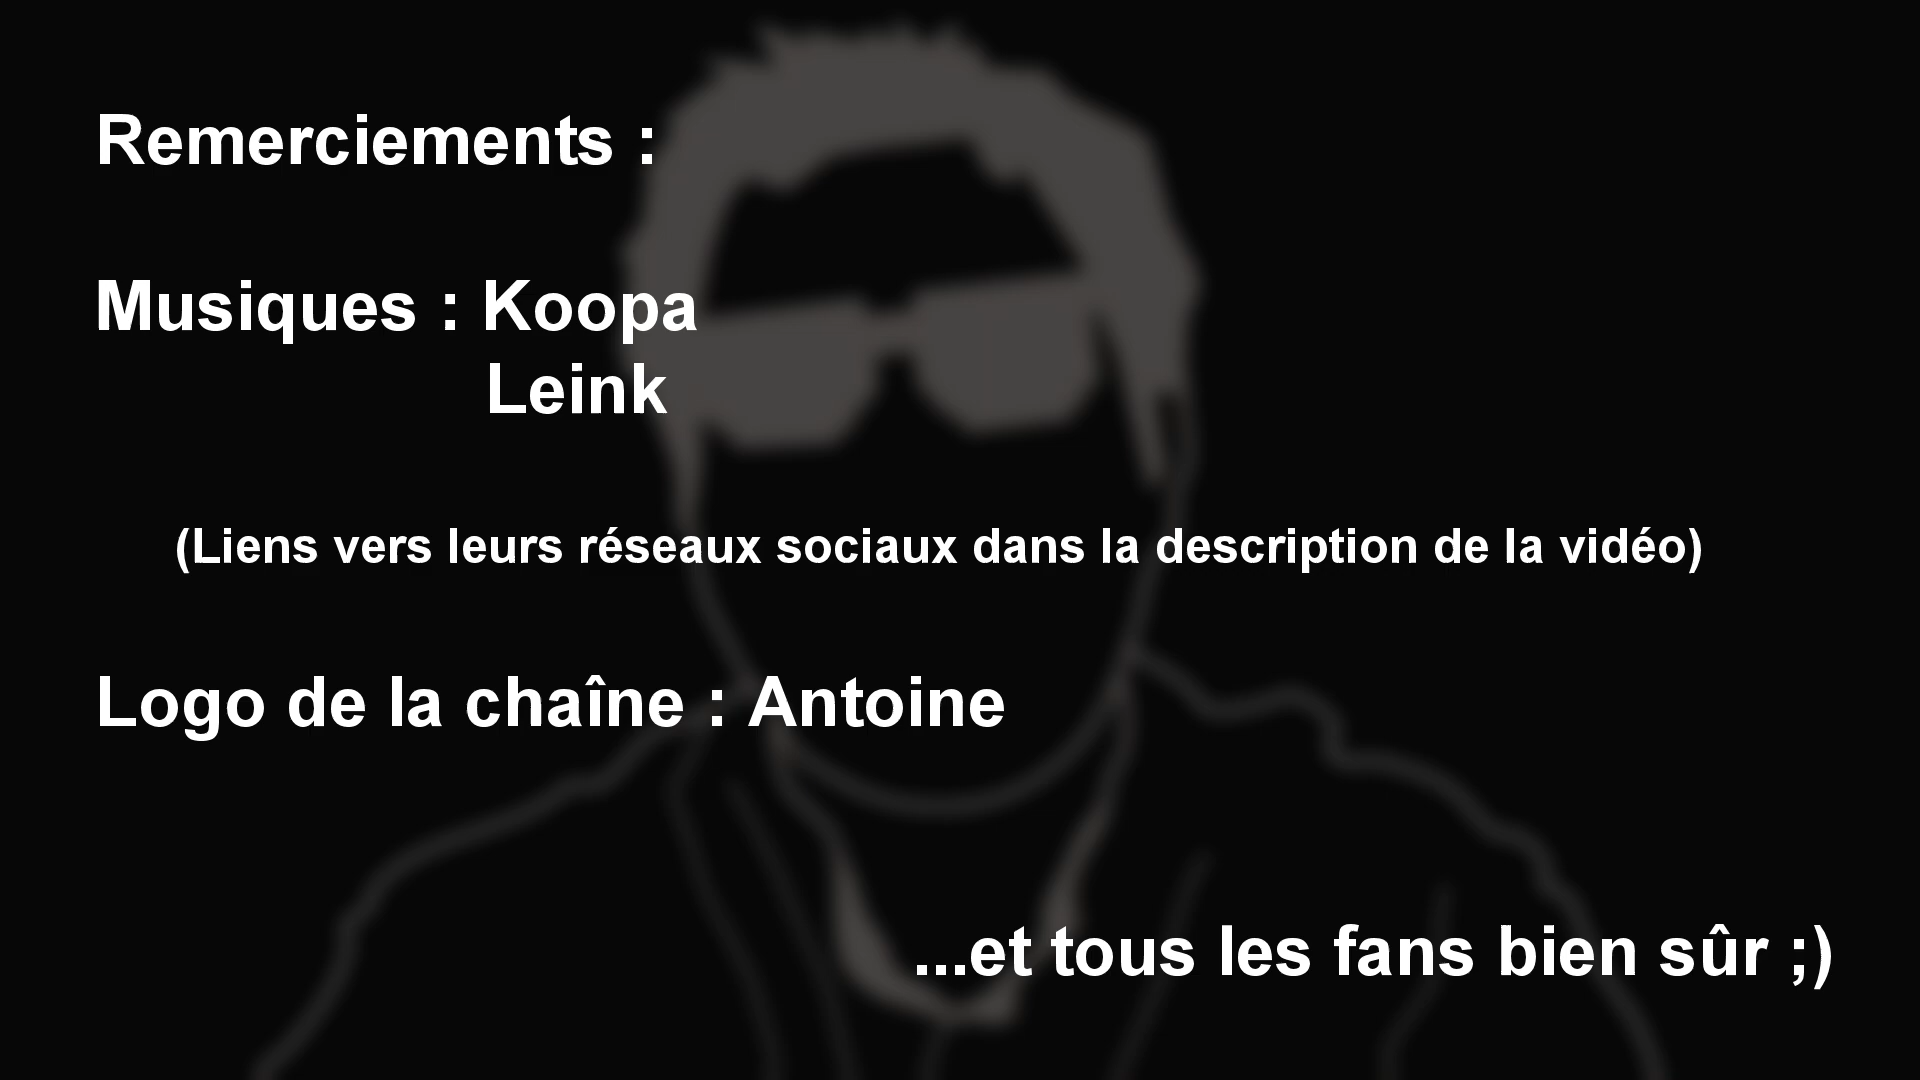 Remerciements :
Musiques : Koopa
Leink
(Liens vers leurs réseaux sociaux dans la description de la vidéo)
Logo de la chaîne : Antoine
...et tous les fans bien sûr ;)